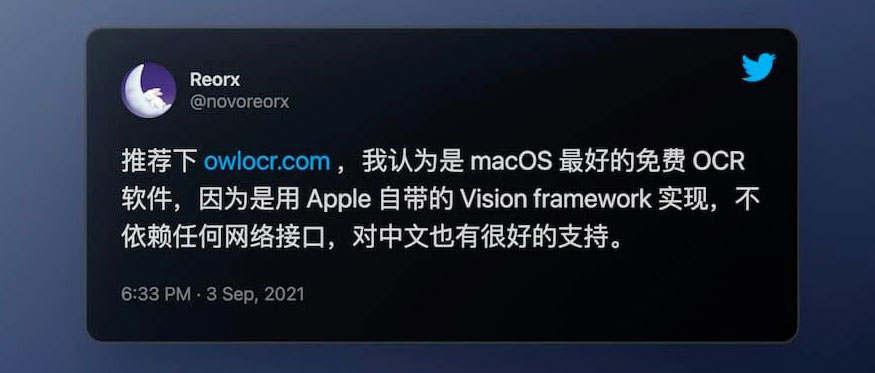 Reorx
@novoreorx
推荐下 owlocr.com ，我认为是 macOS 最好的免费 OCR
软件，因为是用 Apple 自带的 Vision framework 实现，不
依赖任何网络接口，对中文也有很好的支持。
6:33 PM · 3 Sep, 2021